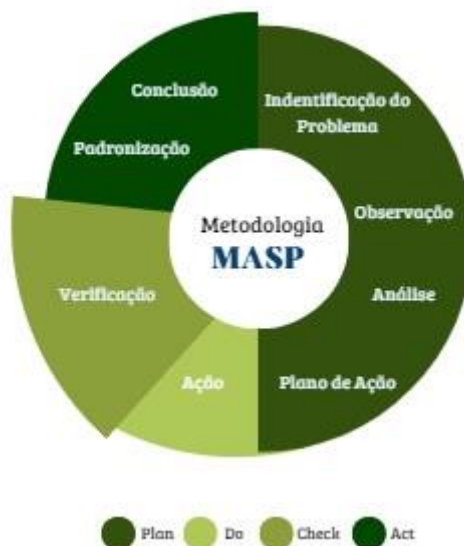 Conclusão
Padronização
Indentificação do
Problema
Observação
Metodologia
MASP
Verificação
Análise
Ação
Plano de Ação
Plan
Do
Check
Act